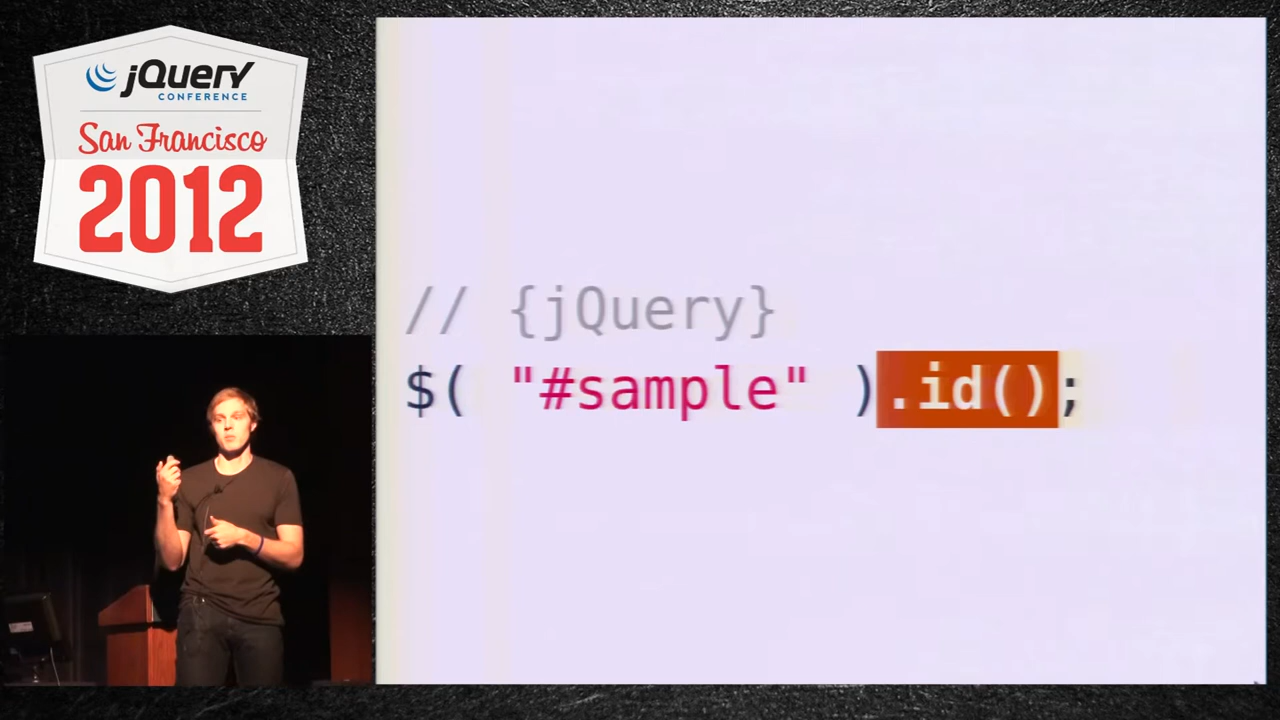 jQuery
CONFERENCE
San Francisco
2012
// {jQuery}
$( "#sample" ).id();